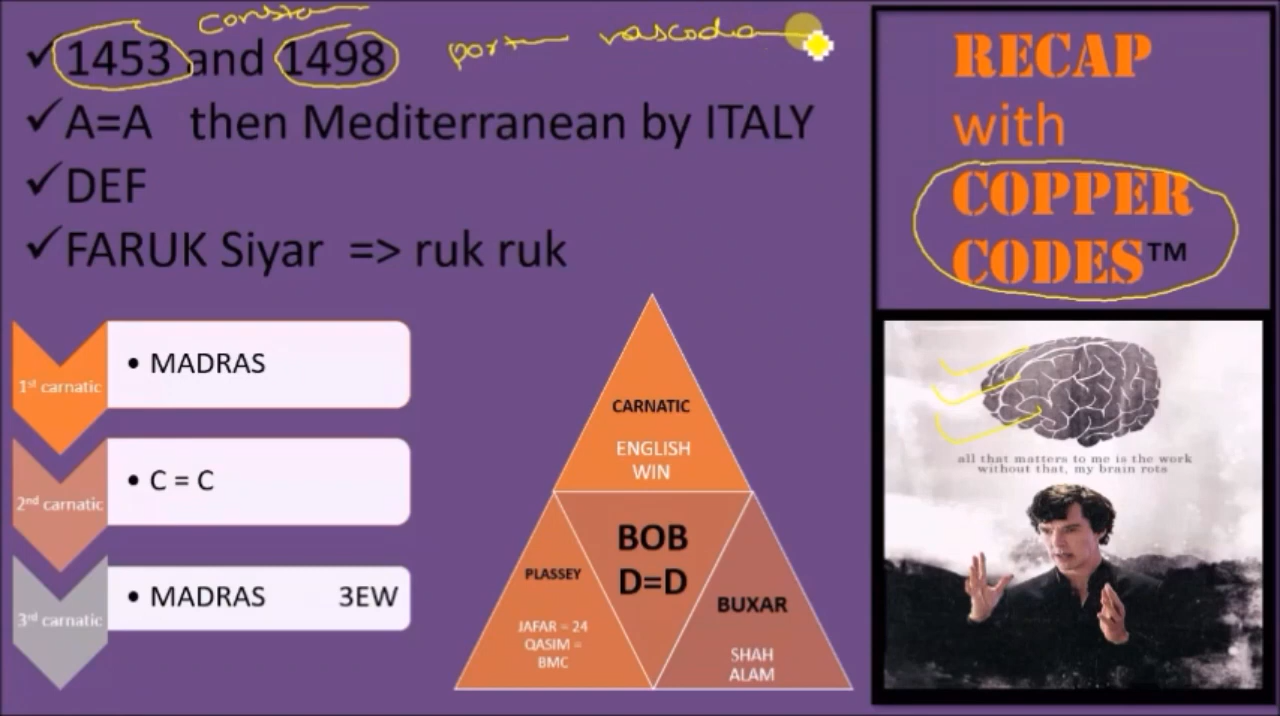 constan
✓ 1453 and 1498
port vascoda
✓ A=A then Mediterranean by ITALY
✓ DEF
✓ FARUK Siyar => ruk ruk
1st carnatic
• MADRAS
2nd carnatic
• C = C
3rd carnatic
• MADRAS 3EW
CARNATIC
ENGLISH
WIN
BOB
D=D
PLASSEY
JAFAR = 24
QASIM =
BMC
BUXAR
SHAH
ALAM
RECAP
with
COPPER
CODES™
all that matters to me is the work
without that, my brain rots